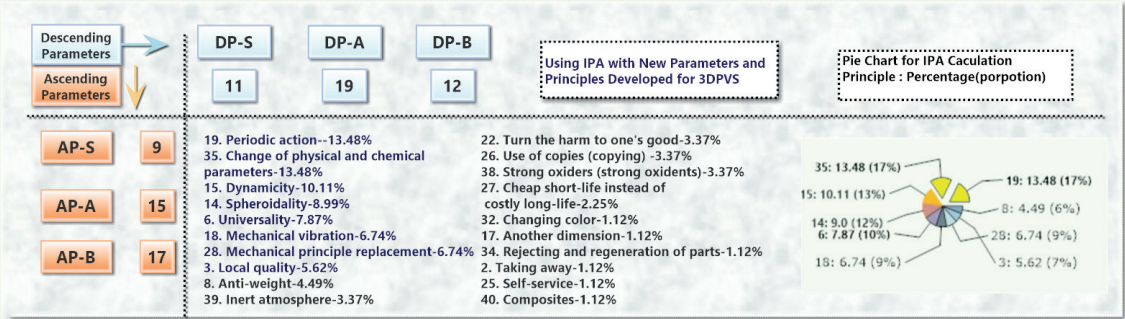 Descending
Parameters
Ascending
Parameters
DP-S
DP-A
DP-B
11
19
12
Using IPA with New Parameters and
Principles Developed for 3DPVS
Pie Chart for IPA Caculation
Principle : Percentage(porpotion)
AP-S
9
AP-A
15
AP-B
17
19. Periodic action--13.48%
35. Change of physical and chemical
parameters-13.48%
15. Dynamicity-10.11%
14. Spheroidality-8.99%
6. Universality-7.87%
18. Mechanical vibration-6.74%
28. Mechanical principle replacement-6.74%
3. Local quality-5.62%
8. Anti-weight-4.49%
39. Inert atmosphere-3.37%
22. Turn the harm to one's good-3.37%
26. Use of copies (copying) -3.37%
38. Strong oxiders (strong oxidents)-3.37%
27. Cheap short-life instead of
costly long-life-2.25%
32. Changing color-1.12%
17. Another dimension-1.12%
34. Rejecting and regeneration of parts-1.12%
2. Taking away-1.12%
25. Self-service-1.12%
40. Composites-1.12%
35: 13.48 (17%)
19: 13.48 (17%)
15: 10.11 (13%)
8: 4.49 (6%)
14: 9.0 (12%)
6: 7.87 (10%)
28: 6.74 (9%)
18: 6.74 (9%)
3: 5.62 (7%)